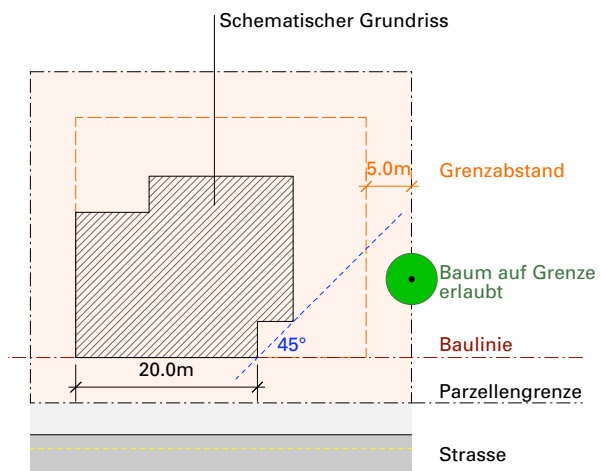 Schematischer Grundriss
5.0m
Grenzabstand
Baum auf Grenze
erlaubt
45°
Baulinie
20.0m
Parzellengrenze
Strasse